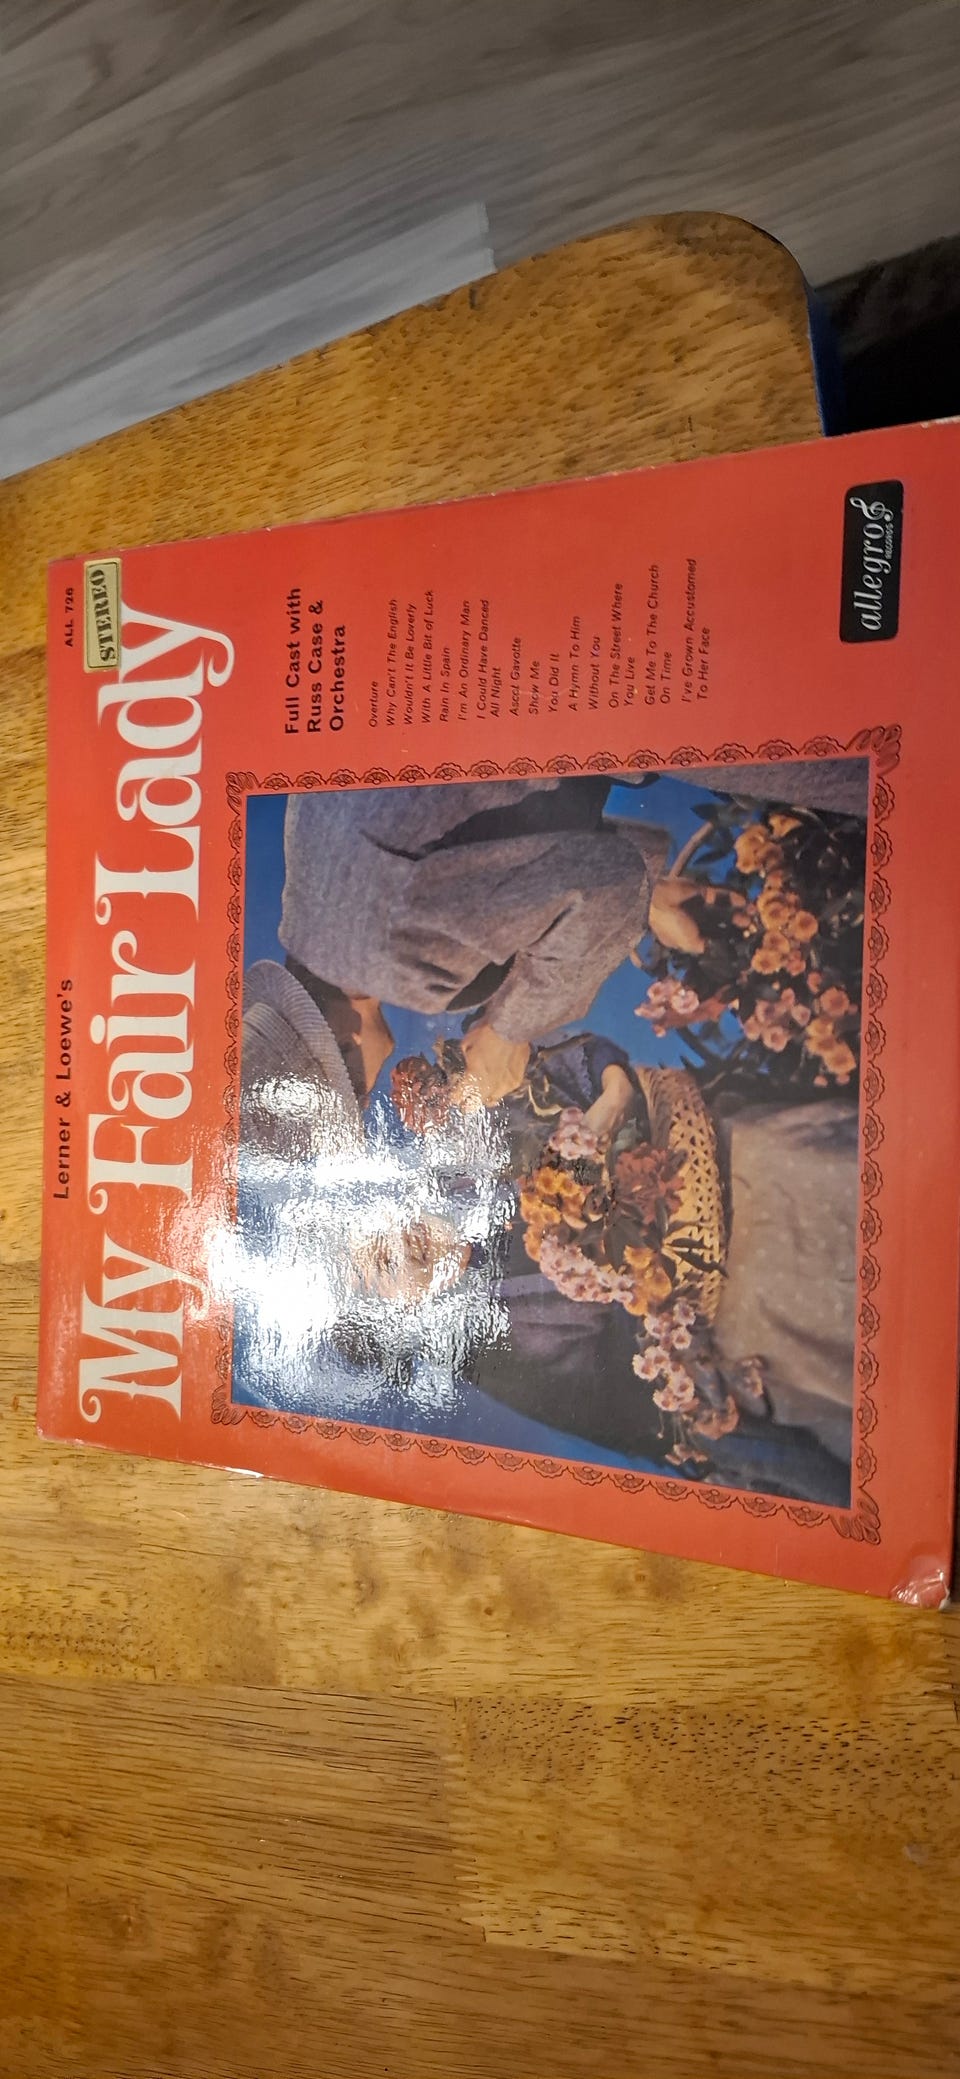 Lerner & Loewe's
ALL 726
STEREO
My Fair Lady
Full Cast with
Russ Case &
Orchestra
Overture
Why Can't The English
Wouldn't It Be Loverly
With A Little Bit of Luck
Rain In Spain
I'm An Ordinary Man
I Could Have Danced
All Night
Ascot Gavotte
Show Me
You Did It
A Hymn To Him
Without You
On The Street Where
You Live
Get Me To The Church
On Time
I've Grown Accustomed
To Her Face
allegro
RECORDS